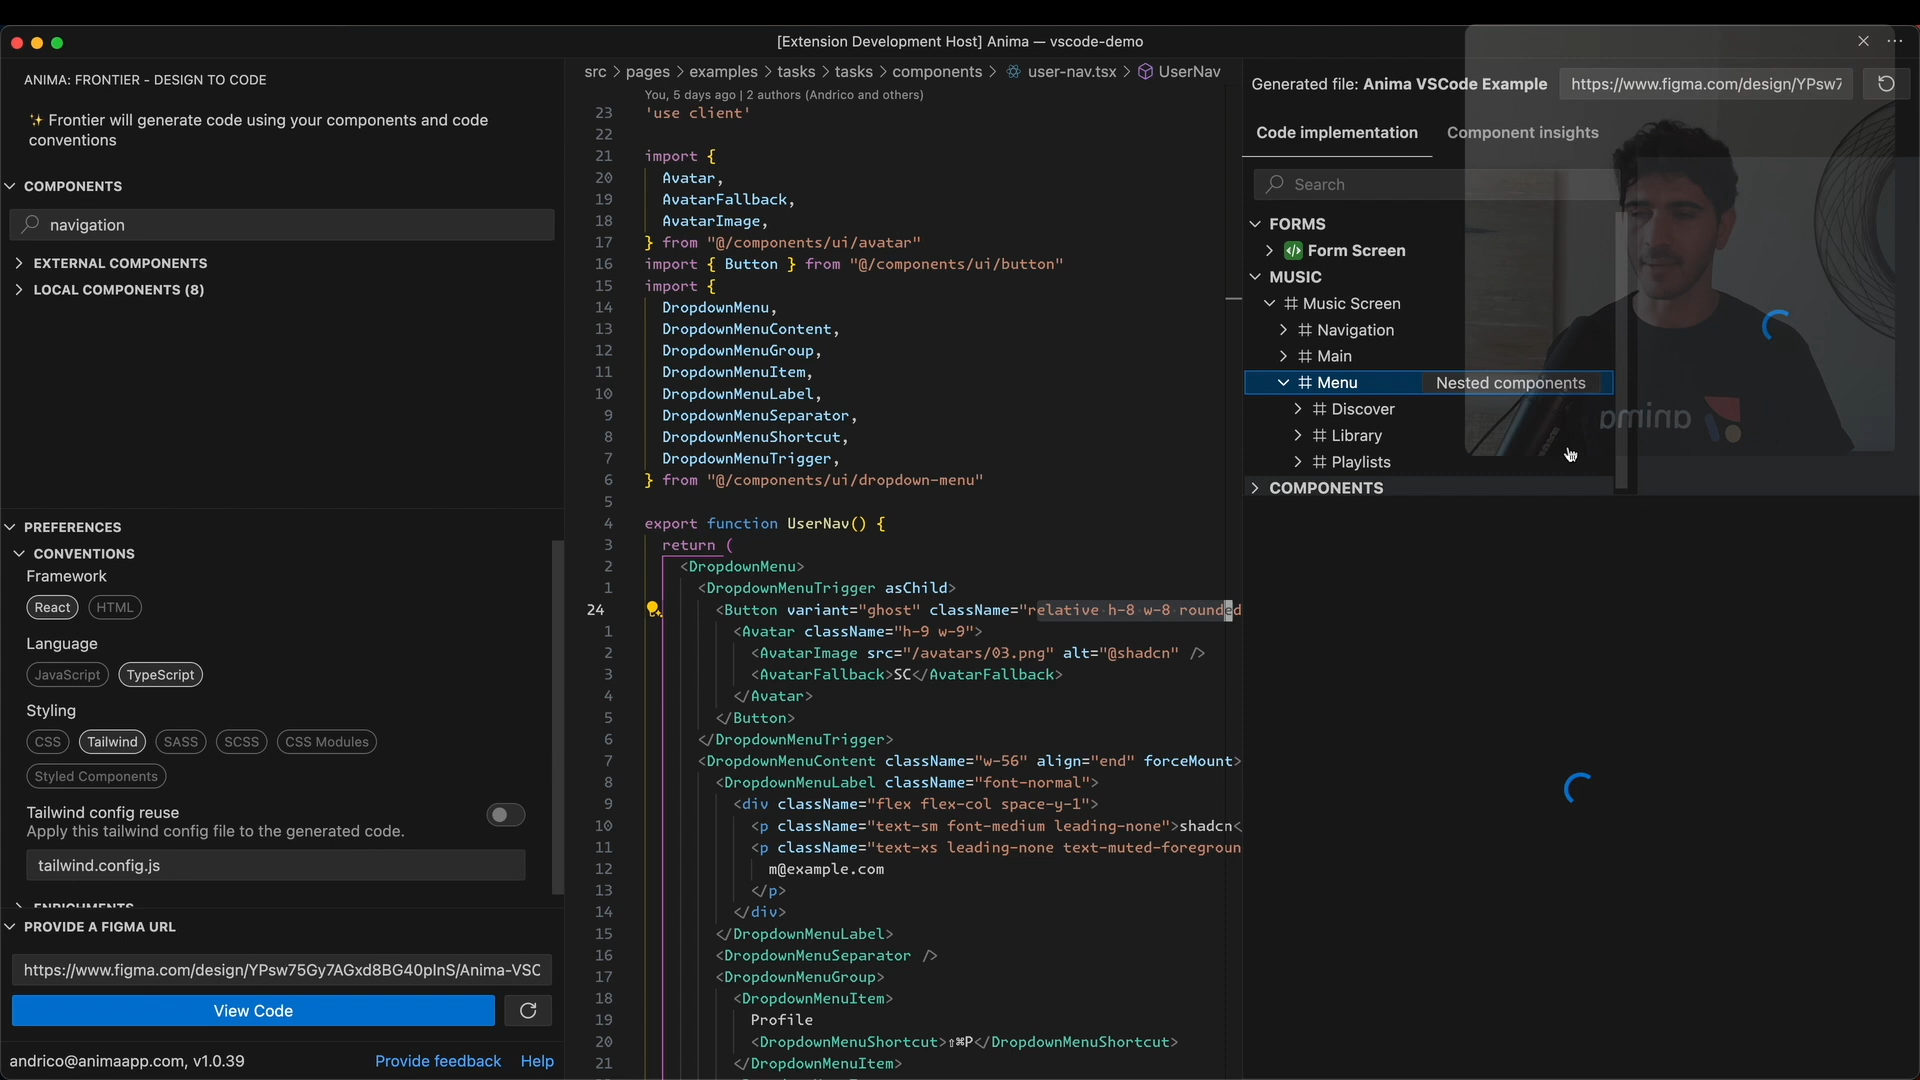 [Extension Development Host] Anima — vscode-demo
ANIMA: FRONTIER - DESIGN TO CODE
✨ Frontier will generate code using your components and code
conventions
COMPONENTS
navigation
EXTERNAL COMPONENTS
LOCAL COMPONENTS (8)
PREFERENCES
CONVENTIONS
Framework
React HTML
Language
JavaScript TypeScript
Styling
CSS Tailwind SASS SCSS CSS Modules
Styled Components
Tailwind config reuse
Apply this tailwind config file to the generated code.
tailwind.config.js
PROVIDE A FIGMA URL
https://www.figma.com/design/YPsw75Gy7AGxd8BG40pInS/Anima-VSC
View Code
andrico@animaapp.com, v1.0.39 Provide feedback Help
src > pages > examples > tasks > tasks > components > user-nav.tsx > UserNav
You, 5 days ago | 2 authors (Andrico and others)
23 'use client'
22
21 import {
20 Avatar,
19 AvatarFallback,
18 AvatarImage,
17 } from "@/components/ui/avatar"
16 import { Button } from "@/components/ui/button"
15 import {
14 DropdownMenu,
13 DropdownMenuContent,
12 DropdownMenuGroup,
11 DropdownMenuItem,
10 DropdownMenuLabel,
9 DropdownMenuSeparator,
8 DropdownMenuShortcut,
7 DropdownMenuTrigger,
6 } from "@/components/ui/dropdown-menu"
5
4 export function UserNav() {
3 return (
2 <DropdownMenu>
1 <DropdownMenuTrigger asChild>
24 <Button variant="ghost" className="relative h-8 w-8 rounded
1 <Avatar className="h-9 w-9">
2 <AvatarImage src="/avatars/03.png" alt="@shadcn" />
3 <AvatarFallback>SC</AvatarFallback>
4 </Avatar>
5 </Button>
6 </DropdownMenuTrigger>
7 <DropdownMenuContent className="w-56" align="end" forceMount>
8 <DropdownMenuLabel className="font-normal">
9 <div className="flex flex-col space-y-1">
10 <p className="text-sm font-medium leading-none">shadcn<
11 <p className="text-xs leading-none text-muted-foregroun
12 m@example.com
13 </p>
14 </div>
15 </DropdownMenuLabel>
16 <DropdownMenuSeparator />
17 <DropdownMenuGroup>
18 <DropdownMenuItem>
19 Profile
20 <DropdownMenuShortcut>⇧⌘P</DropdownMenuShortcut>
21 </DropdownMenuItem>
Generated file: Anima VSCode Example https://www.figma.com/design/YPsw7
Code implementation Component insights
Search
FORMS
Form Screen
MUSIC
# Music Screen
# Navigation
# Main
# Menu Nested components
# Discover
# Library
# Playlists
COMPONENTS
anima